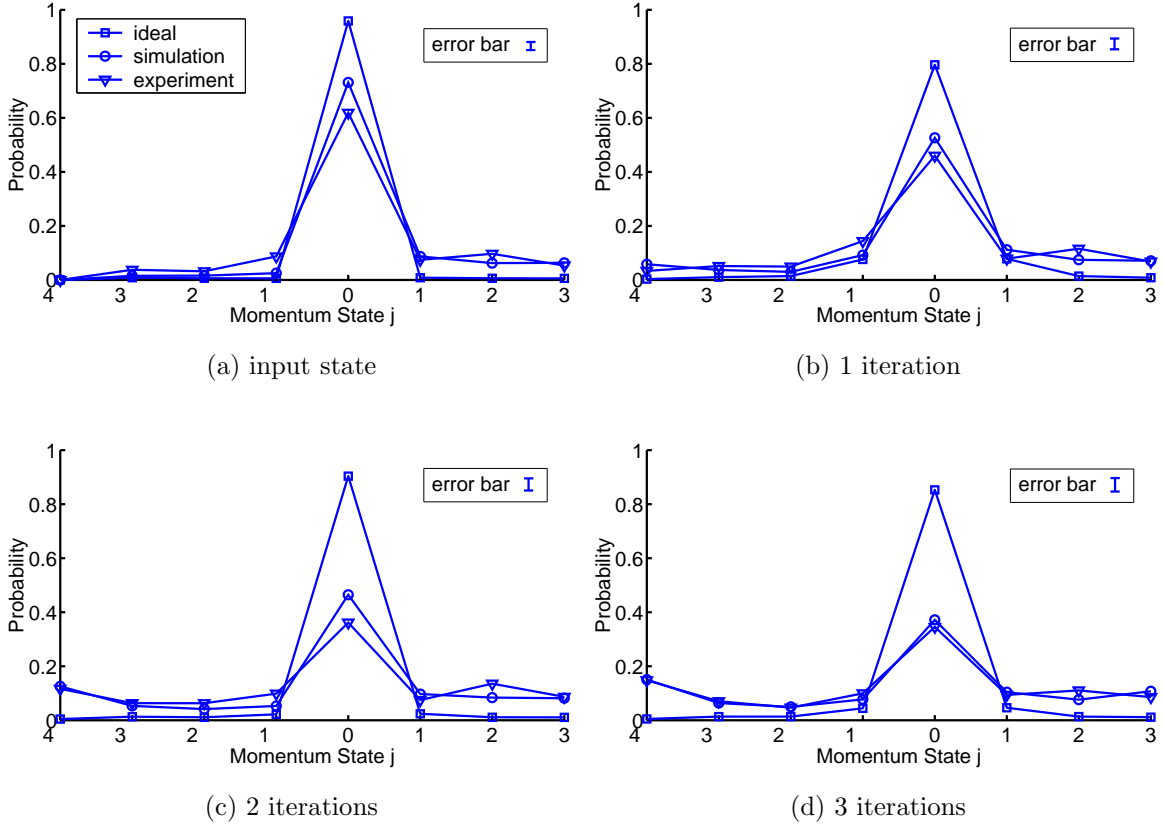 1
0.8
0.6
0.4
0.2
0
Probability
ideal
simulation
experiment
error bar
4 3 2 1 0 1 2 3
Momentum State j
(a) input state
1
0.8
0.6
0.4
0.2
0
Probability
error bar
4 3 2 1 0 1 2 3
Momentum State j
(b) 1 iteration
1
0.8
0.6
0.4
0.2
0
Probability
error bar
4 3 2 1 0 1 2 3
Momentum State j
(c) 2 iterations
1
0.8
0.6
0.4
0.2
0
Probability
error bar
4 3 2 1 0 1 2 3
Momentum State j
(d) 3 iterations